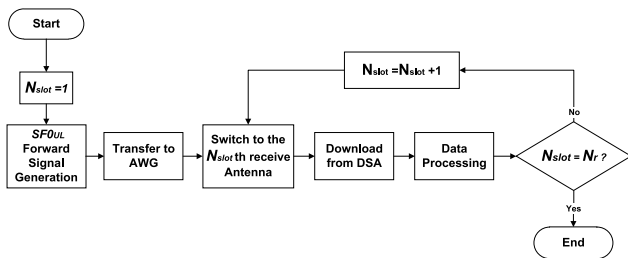 Start
Nslot =1
SF0UL
Forward
Signal
Generation
Transfer to
AWG
Switch to the
Nslot th receive
Antenna
Download
from DSA
Data
Processing
Nslot = Nr ?
No
Nslot =Nslot +1
Yes
End